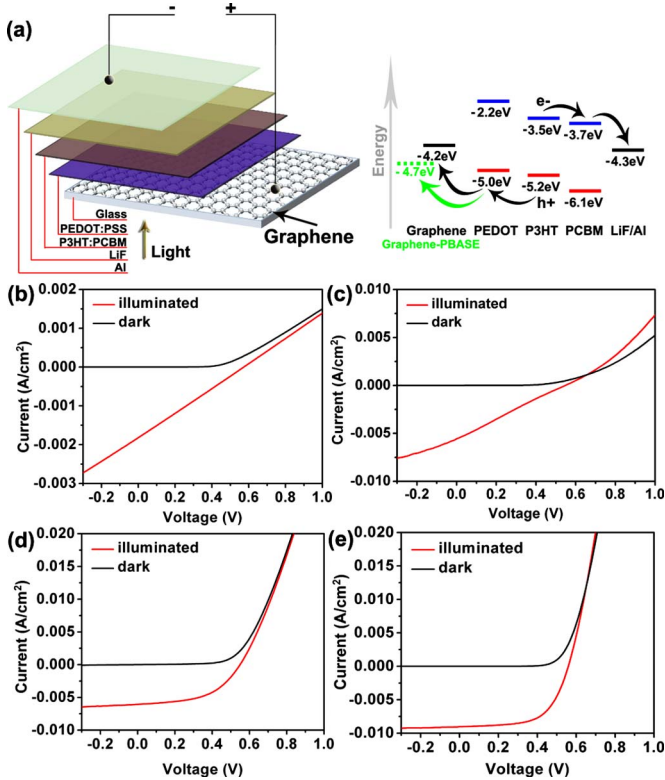 (a)
- +
Glass
PEDOT:PSS
P3HT:PCBM
LiF
Al
Light
Graphene
Energy
-2.2eV
e-
-3.5eV
-3.7eV
-4.2eV
-4.3eV
- 4.7eV
-5.0eV
-5.2eV
h+
-6.1eV
Graphene PEDOT P3HT PCBM LiF/Al
Graphene-PBASE
(b)
illuminated
dark
Current (A/cm²)
0.002
0.001
0.000
-0.001
-0.002
-0.003
-0.2 0.0 0.2 0.4 0.6 0.8 1.0
Voltage (V)
(c)
illuminated
dark
Current (A/cm²)
0.010
0.005
0.000
-0.005
-0.010
-0.2 0.0 0.2 0.4 0.6 0.8 1.0
Voltage (V)
(d)
illuminated
dark
Current (A/cm²)
0.020
0.015
0.010
0.005
0.000
-0.005
-0.010
-0.2 0.0 0.2 0.4 0.6 0.8 1.0
Voltage (V)
(e)
illuminated
dark
Current (A/cm²)
0.020
0.015
0.010
0.005
0.000
-0.005
-0.010
-0.2 0.0 0.2 0.4 0.6 0.8 1.0
Voltage (V)